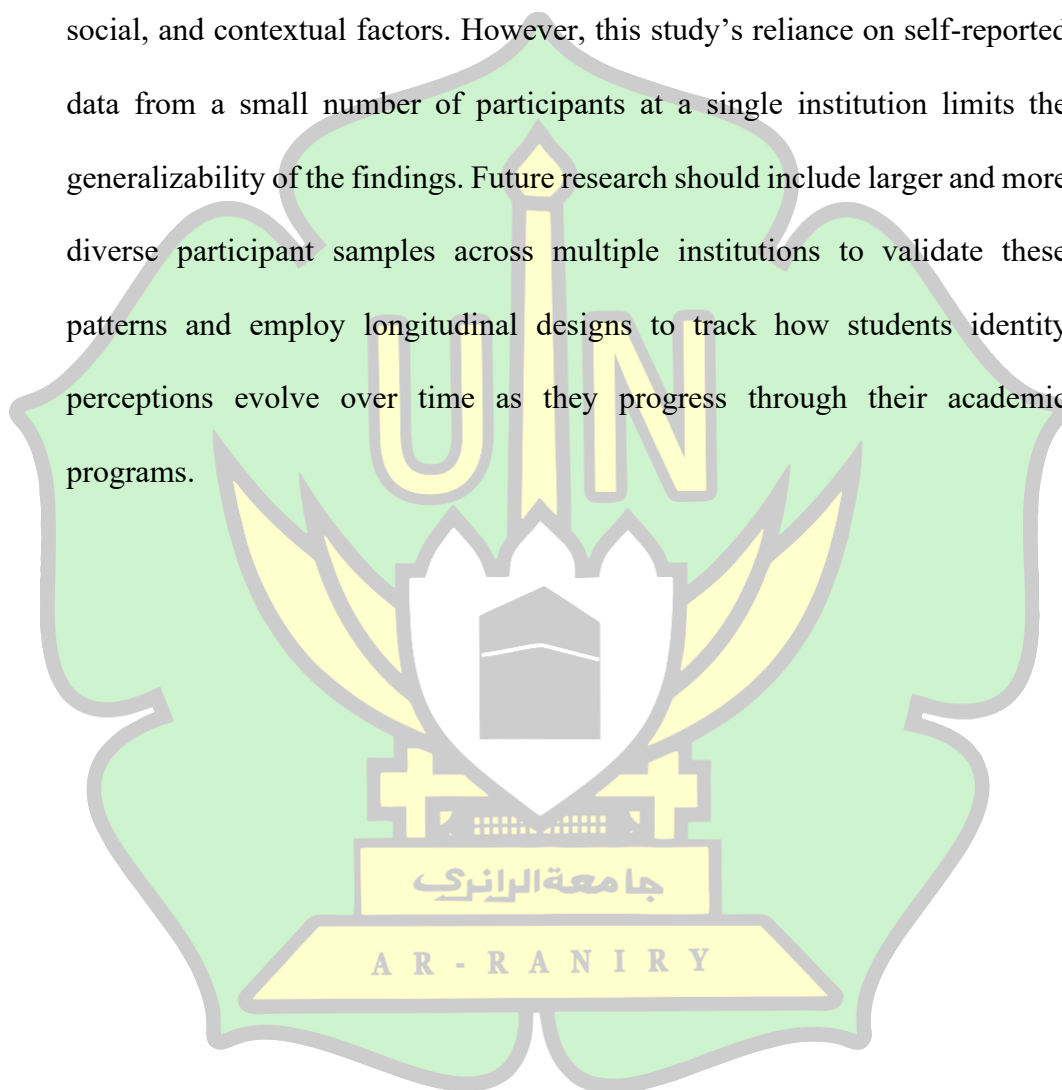 social, and contextual factors. However, this study’s reliance on self-reported
data from a small number of participants at a single institution limits the
generalizability of the findings. Future research should include larger and more
diverse participant samples across multiple institutions to validate these
patterns and employ longitudinal designs to track how students identity
perceptions evolve over time as they progress through their academic
programs.
UIN
جامعة الرانري
AR-RANIRY